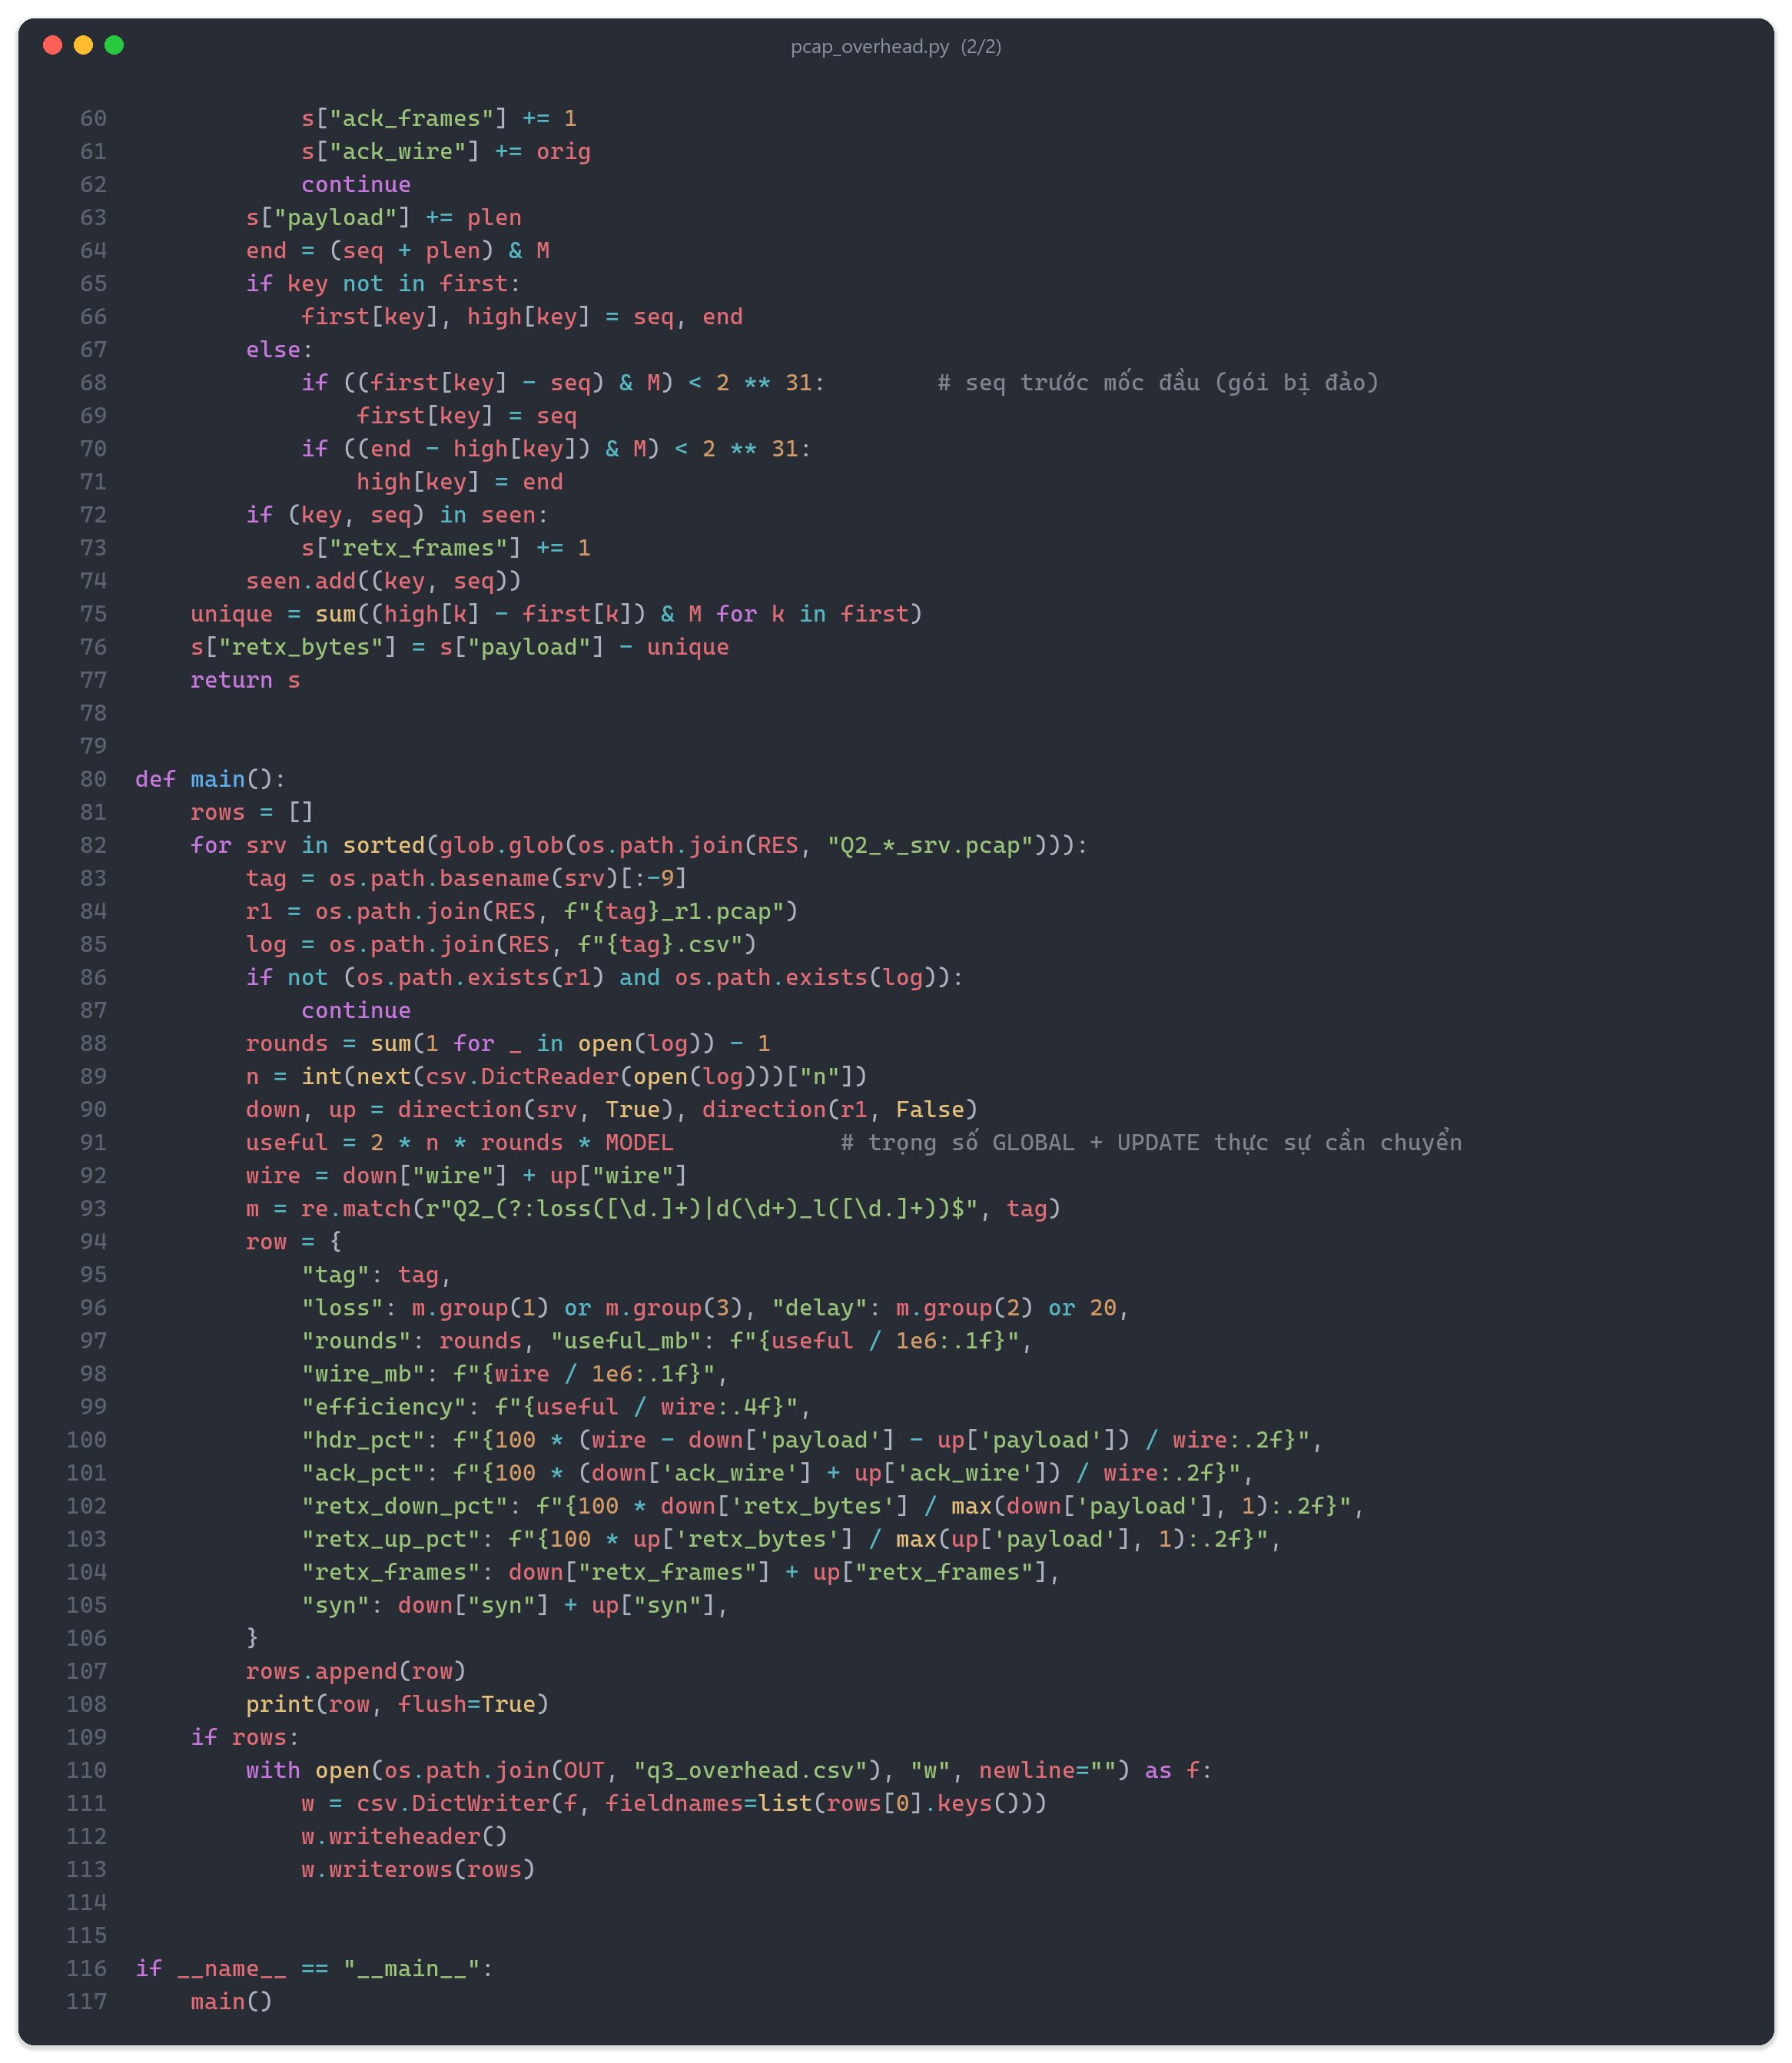 pcap_overhead.py (2/2)
60 s["ack_frames"] += 1
61 s["ack_wire"] += orig
62 continue
63 s["payload"] += plen
64 end = (seq + plen) & M
65 if key not in first:
66 first[key], high[key] = seq, end
67 else:
68 if ((first[key] - seq) & M) < 2 ** 31: # seq trước mốc đầu (gói bị đảo)
69 first[key] = seq
70 if ((end - high[key]) & M) < 2 ** 31:
71 high[key] = end
72 if (key, seq) in seen:
73 s["retx_frames"] += 1
74 seen.add((key, seq))
75 unique = sum((high[k] - first[k]) & M for k in first)
76 s["retx_bytes"] = s["payload"] - unique
77 return s
78
79
80 def main():
81 rows = []
82 for srv in sorted(glob.glob(os.path.join(RES, "Q2_*_srv.pcap"))):
83 tag = os.path.basename(srv)[:-9]
84 r1 = os.path.join(RES, f"{tag}_r1.pcap")
85 log = os.path.join(RES, f"{tag}.csv")
86 if not (os.path.exists(r1) and os.path.exists(log)):
87 continue
88 rounds = sum(1 for _ in open(log)) - 1
89 n = int(next(csv.DictReader(open(log)))["n"])
90 down, up = direction(srv, True), direction(r1, False)
91 useful = 2 * n * rounds * MODEL # trọng số GLOBAL + UPDATE thực sự cần chuyển
92 wire = down["wire"] + up["wire"]
93 m = re.match(r"Q2_(?:loss([\d.]+)|d(\d+)_l([\d.]+))$", tag)
94 row = {
95 "tag": tag,
96 "loss": m.group(1) or m.group(3), "delay": m.group(2) or 20,
97 "rounds": rounds, "useful_mb": f"{useful / 1e6:.1f}",
98 "wire_mb": f"{wire / 1e6:.1f}",
99 "efficiency": f"{useful / wire:.4f}",
100 "hdr_pct": f"{100 * (wire - down['payload'] - up['payload']) / wire:.2f}",
101 "ack_pct": f"{100 * (down['ack_wire'] + up['ack_wire']) / wire:.2f}",
102 "retx_down_pct": f"{100 * down['retx_bytes'] / max(down['payload'], 1):.2f}",
103 "retx_up_pct": f"{100 * up['retx_bytes'] / max(up['payload'], 1):.2f}",
104 "retx_frames": down["retx_frames"] + up["retx_frames"],
105 "syn": down["syn"] + up["syn"],
106 }
107 rows.append(row)
108 print(row, flush=True)
109 if rows:
110 with open(os.path.join(OUT, "q3_overhead.csv"), "w", newline="") as f:
111 w = csv.DictWriter(f, fieldnames=list(rows[0].keys()))
112 w.writeheader()
113 w.writerows(rows)
114
115
116 if __name__ == "__main__":
117 main()